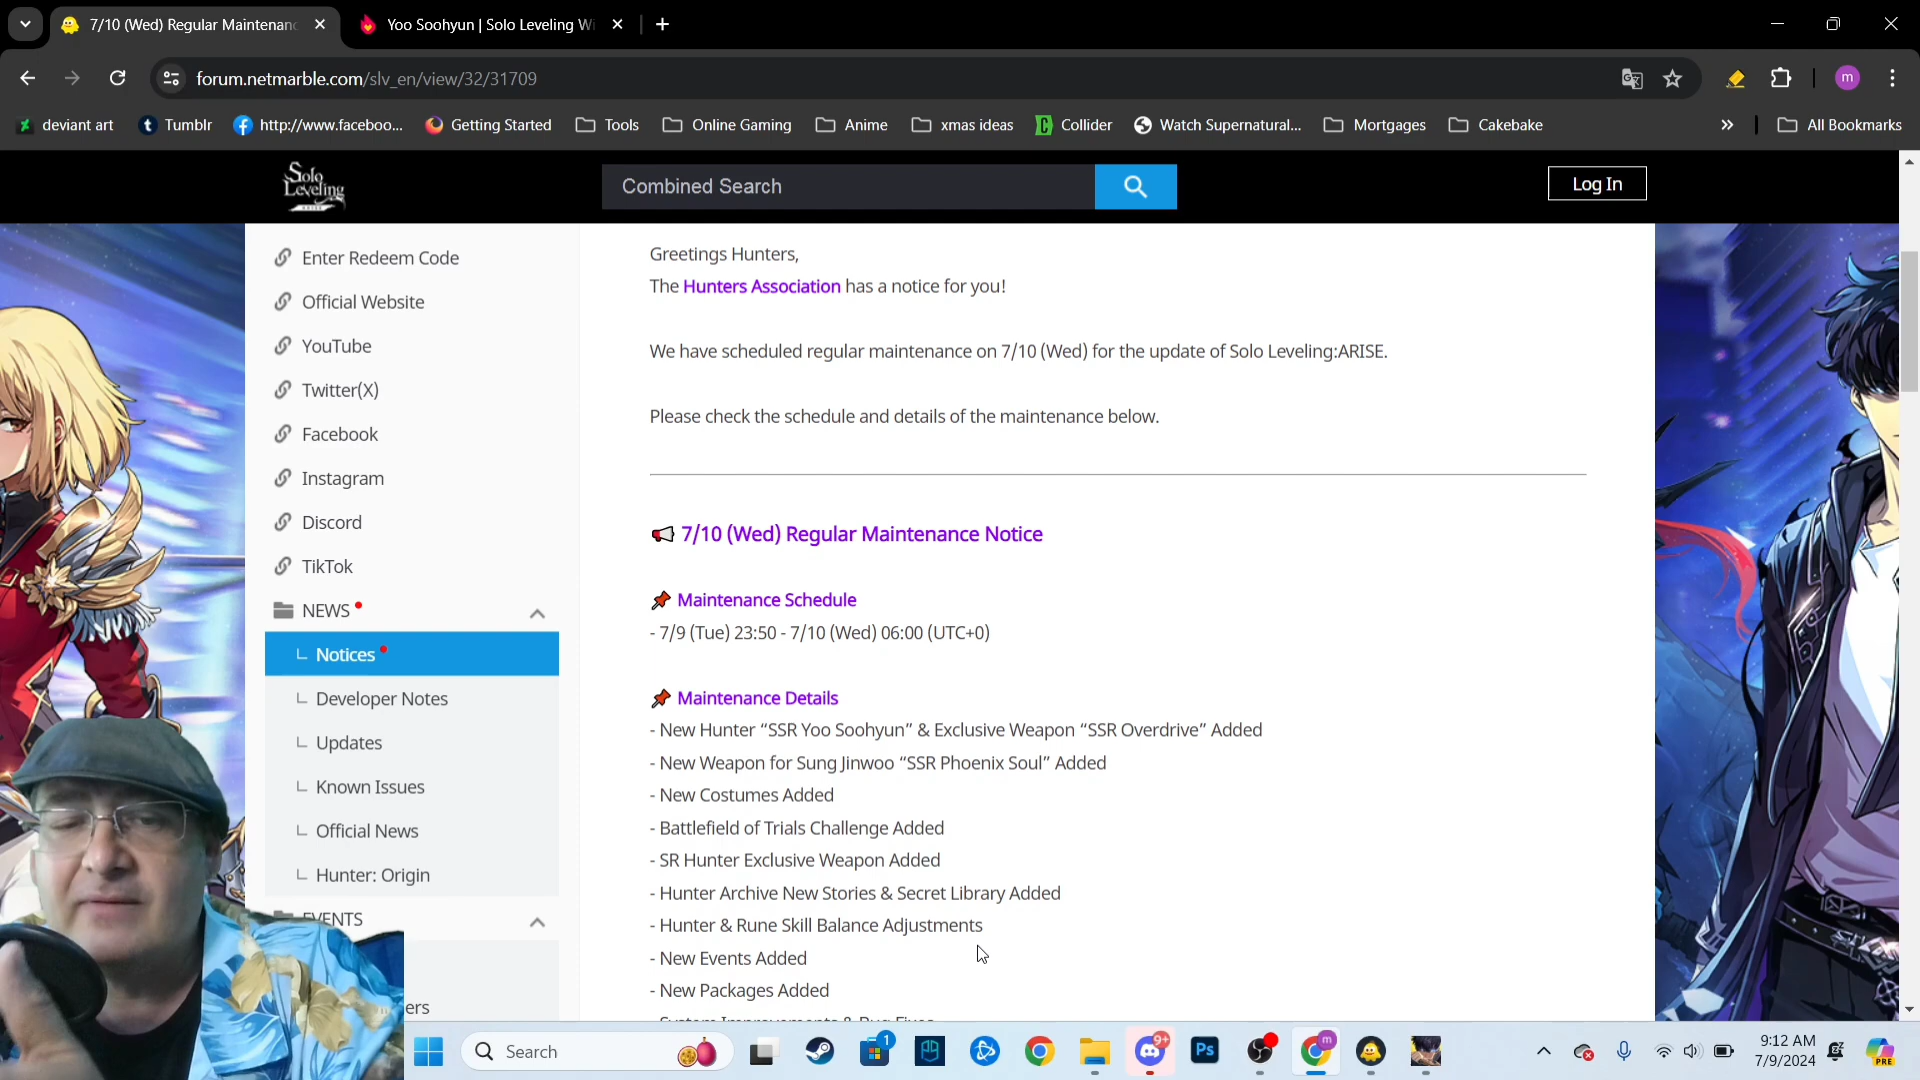 7/10 (Wed) Regular Maintenanc
Yoo Soohyun | Solo Leveling Wi
forum.netmarble.com/slv_en/view/32/31709
m
deviant art
Tumblr
http://www.faceboo...
Getting Started
Tools
Online Gaming
Anime
xmas ideas
Collider
Watch Supernatural...
Mortgages
Cakebake
All Bookmarks
Solo Leveling
ARISE
Combined Search
Log In
Enter Redeem Code
Official Website
YouTube
Twitter(X)
Facebook
Instagram
Discord
TikTok
NEWS
Notices
Developer Notes
Updates
Known Issues
Official News
Hunter: Origin
EVENTS
ers
Greetings Hunters,
The Hunters Association has a notice for you!
We have scheduled regular maintenance on 7/10 (Wed) for the update of Solo Leveling:ARISE.
Please check the schedule and details of the maintenance below.
7/10 (Wed) Regular Maintenance Notice
Maintenance Schedule
- 7/9 (Tue) 23:50 - 7/10 (Wed) 06:00 (UTC+0)
Maintenance Details
- New Hunter “SSR Yoo Soohyun” & Exclusive Weapon “SSR Overdrive” Added
- New Weapon for Sung Jinwoo “SSR Phoenix Soul” Added
- New Costumes Added
- Battlefield of Trials Challenge Added
- SR Hunter Exclusive Weapon Added
- Hunter Archive New Stories & Secret Library Added
- Hunter & Rune Skill Balance Adjustments
- New Events Added
- New Packages Added
Search
1
9+
Ps
m
9:12 AM
7/9/2024
PRE